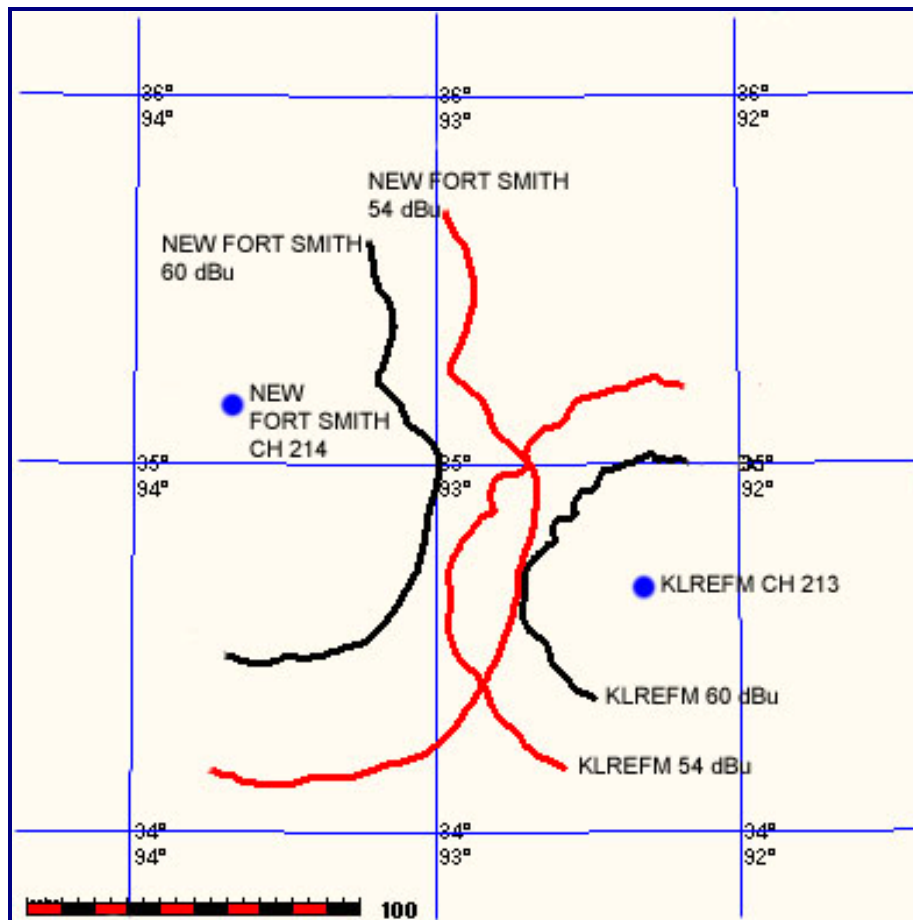 36°
94°
36°
93°
36°
92°
NEW FORT SMITH
54 dBu
NEW FORT SMITH
60 dBu
NEW
FORT SMITH
CH 214
35°
94°
35°
93°
35°
92°
KLREFM CH 213
KLREFM 60 dBu
KLREFM 54 dBu
34°
94°
34°
93°
34°
92°
100